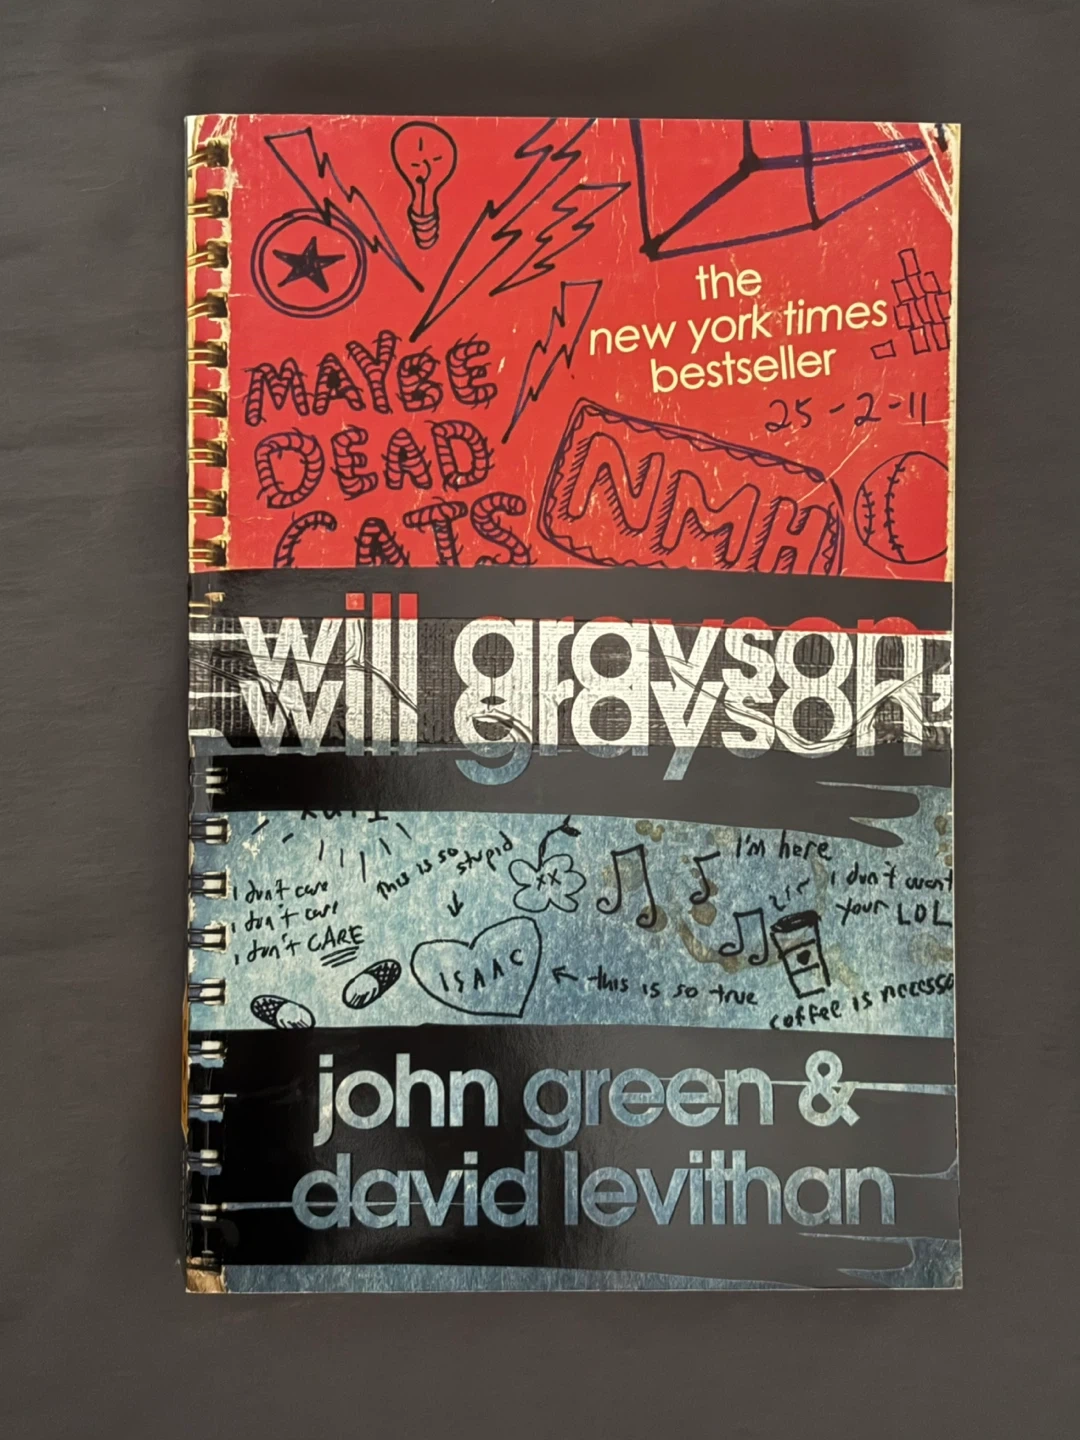 the
new york times
bestseller
25-2-11
MAYBE
DEAD
CATS
NMH
will grayson,
will grayson
this is so stupid
I'm here
i don't want
your LOL
i don't care
i don't care
i don't CARE
ISAAC
this is so true
xx
coffee is necessa
john green &
david levithan